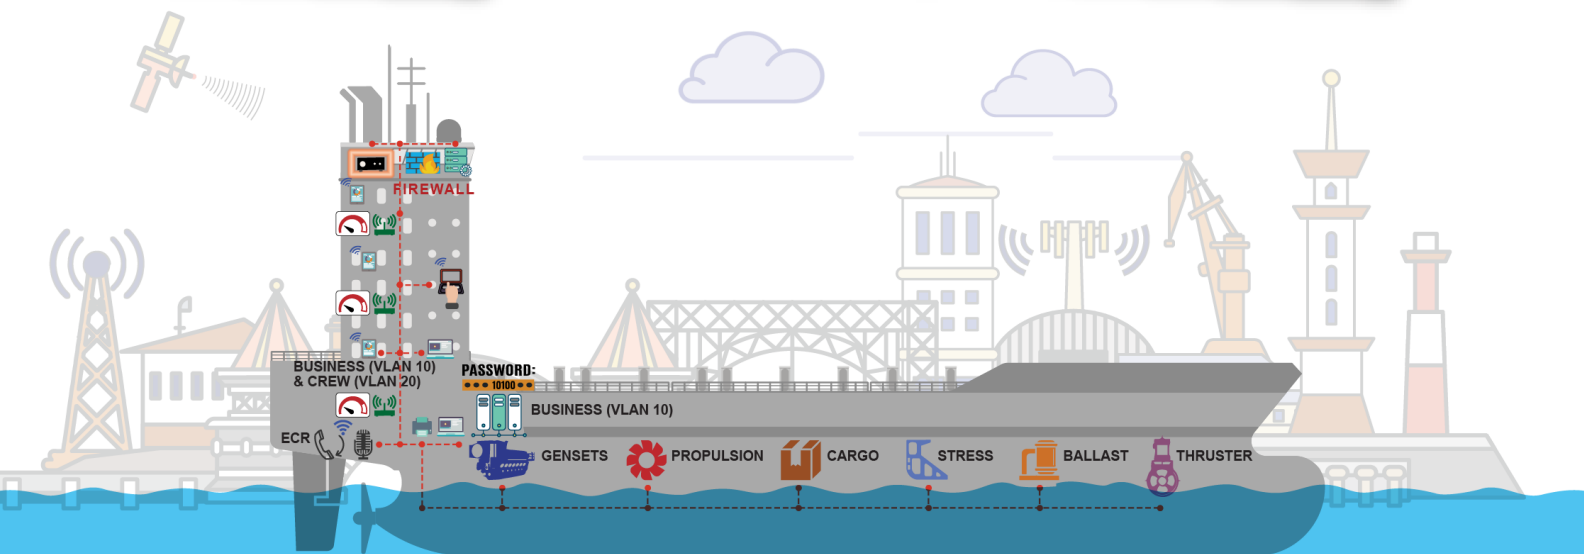 FIREWALL
BUSINESS (VLAN 10)
& CREW (VLAN 20)
PASSWORD:
10100
BUSINESS (VLAN 10)
ECR
GENSETS
PROPULSION
CARGO
STRESS
BALLAST
THRUSTER